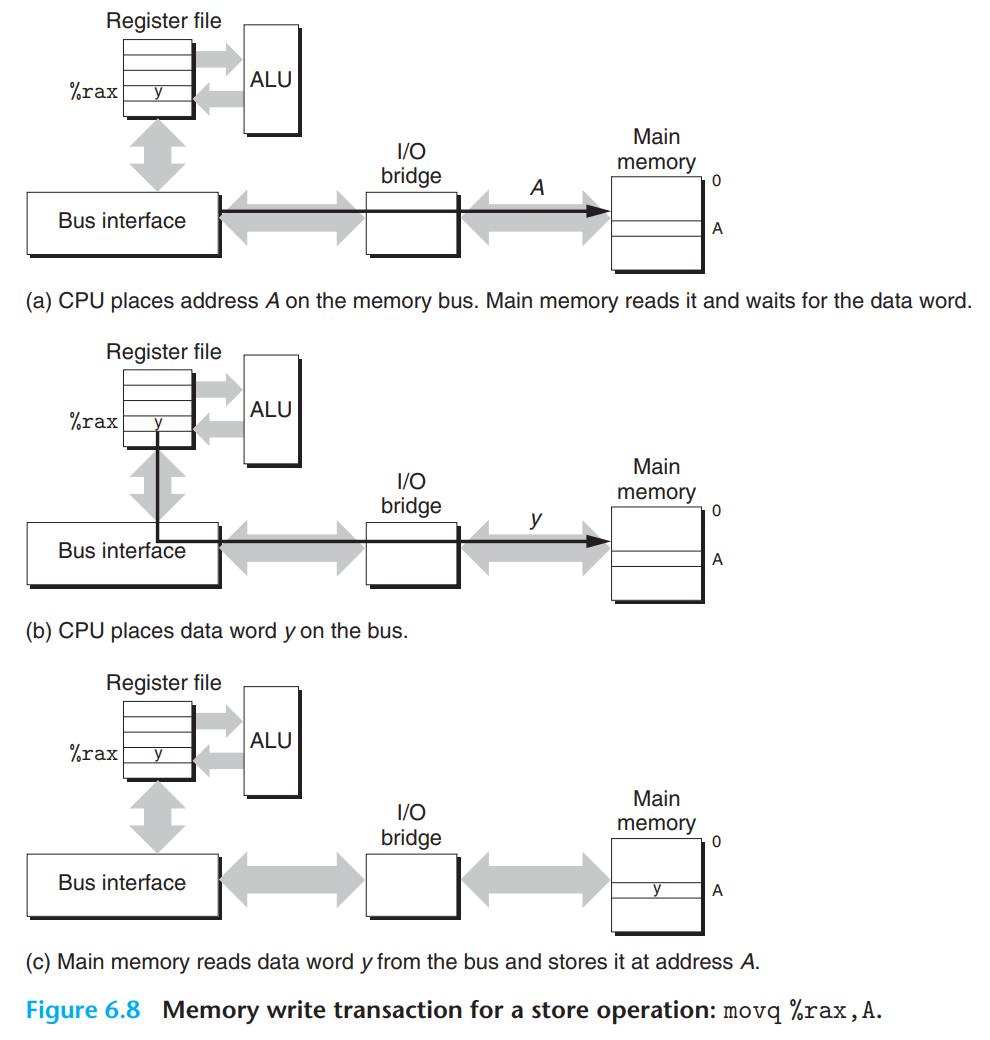 Register file
ALU
%rax
y
I/O
bridge
Main
memory
0
A
Bus interface
A
(a) CPU places address A on the memory bus. Main memory reads it and waits for the data word.
Register file
ALU
%rax
y
I/O
bridge
Main
memory
0
y
A
Bus interface
(b) CPU places data word y on the bus.
Register file
ALU
%rax
y
I/O
bridge
Main
memory
0
Bus interface
y
A
(c) Main memory reads data word y from the bus and stores it at address A.
Figure 6.8 Memory write transaction for a store operation: movq %rax,A.